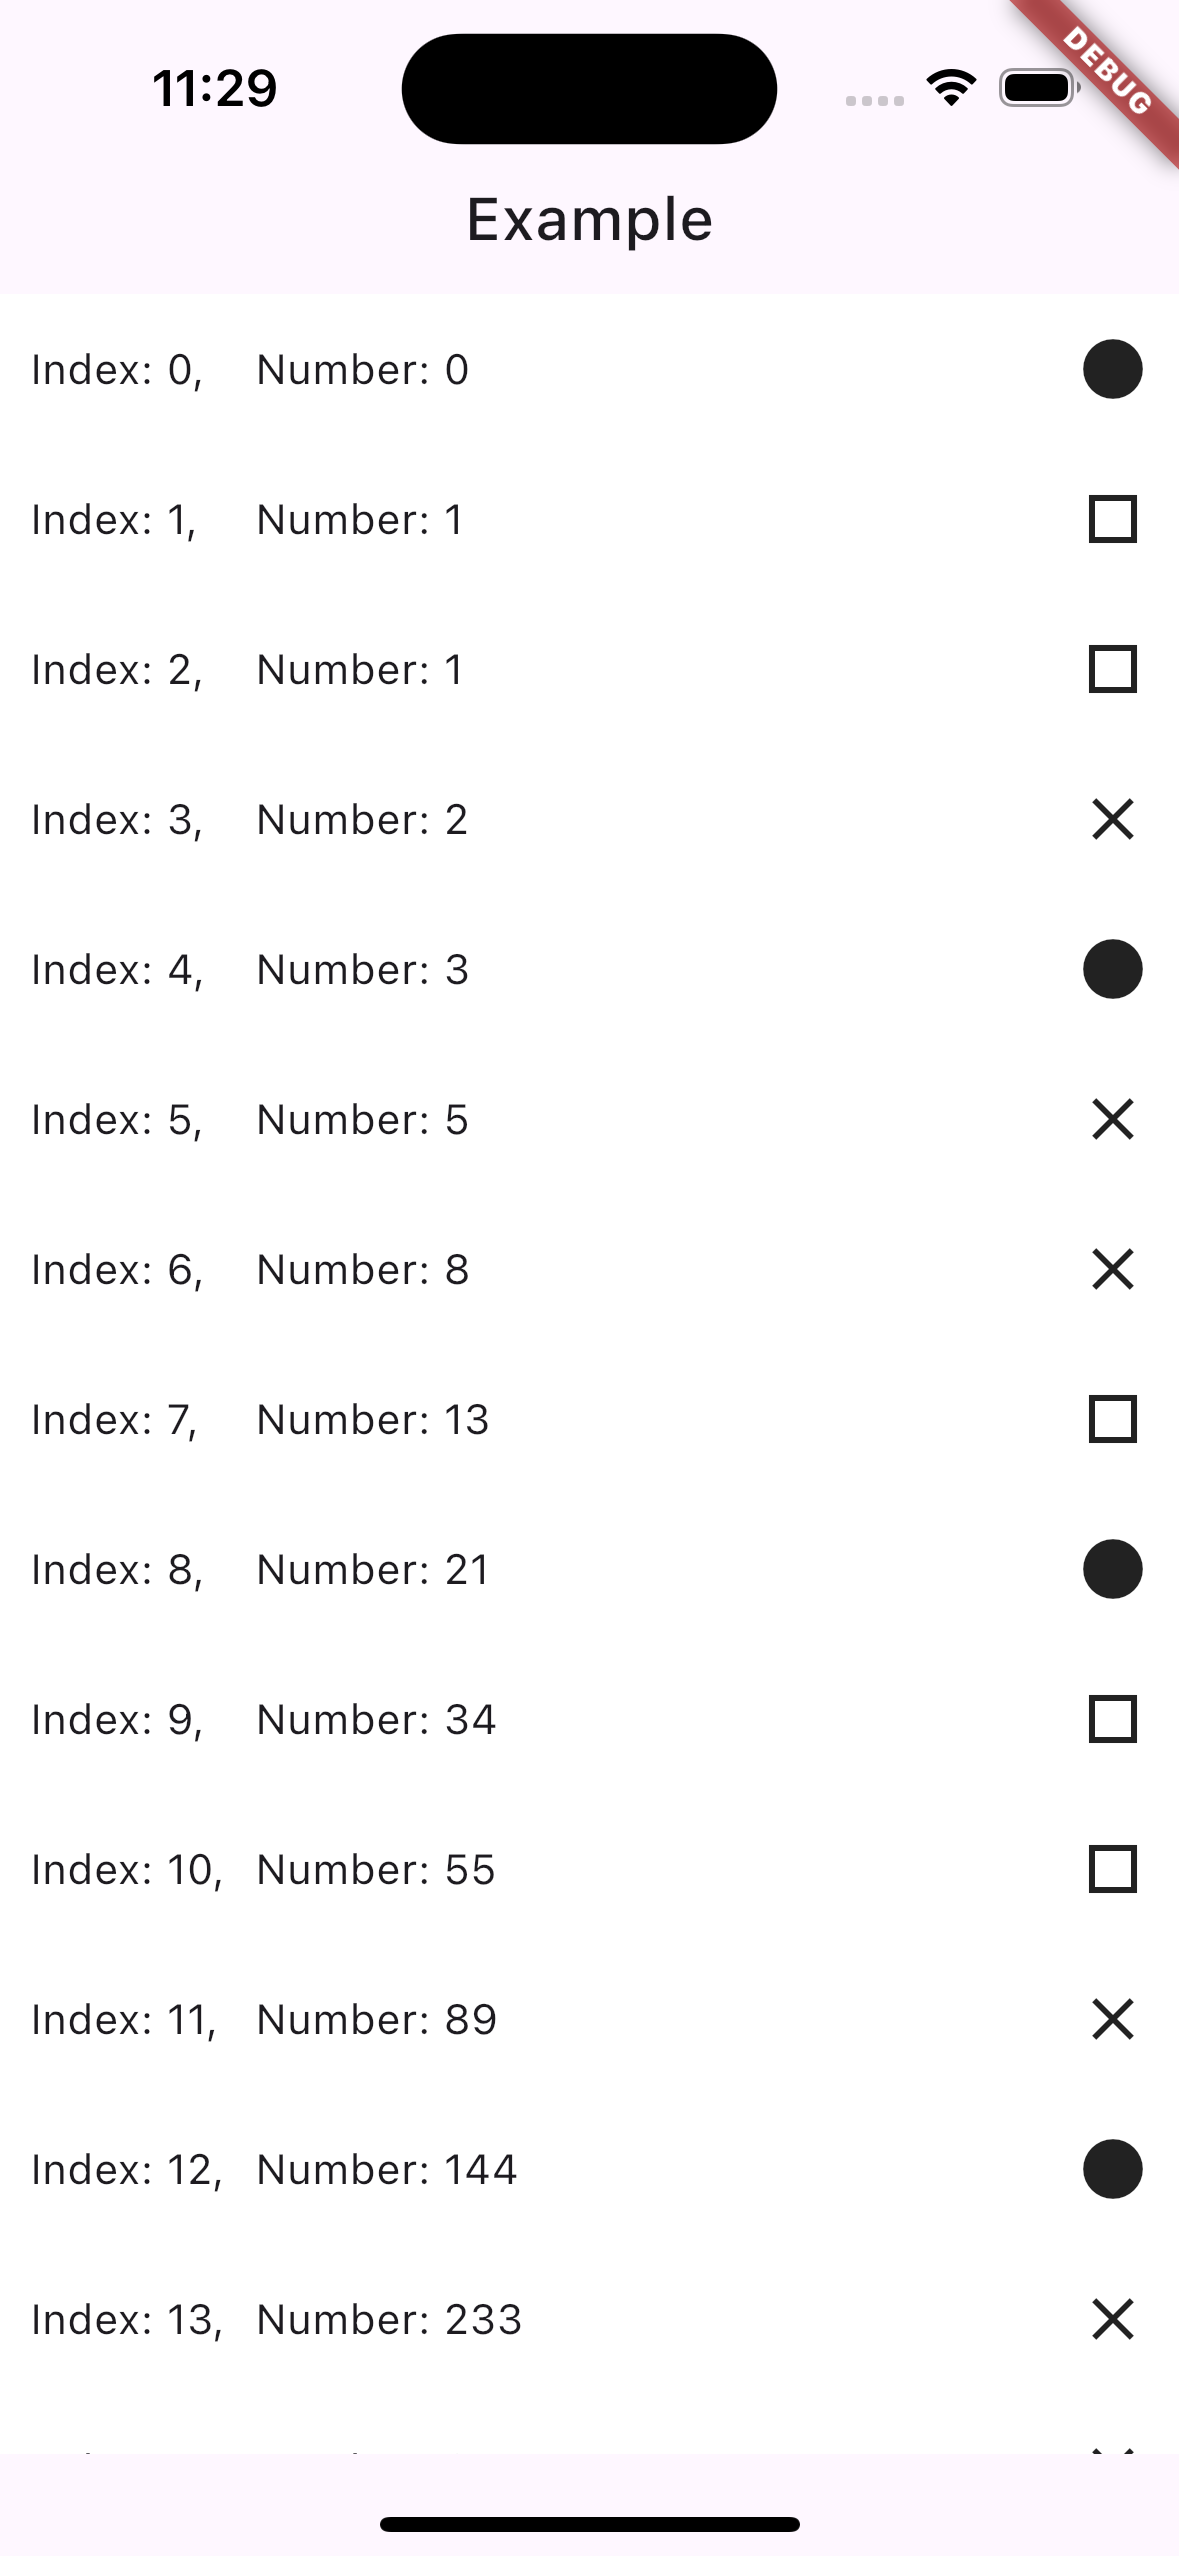 11:29
DEBUG
Example
Index: 0, Number: 0
Index: 1, Number: 1
Index: 2, Number: 1
Index: 3, Number: 2
Index: 4, Number: 3
Index: 5, Number: 5
Index: 6, Number: 8
Index: 7, Number: 13
Index: 8, Number: 21
Index: 9, Number: 34
Index: 10, Number: 55
Index: 11, Number: 89
Index: 12, Number: 144
Index: 13, Number: 233